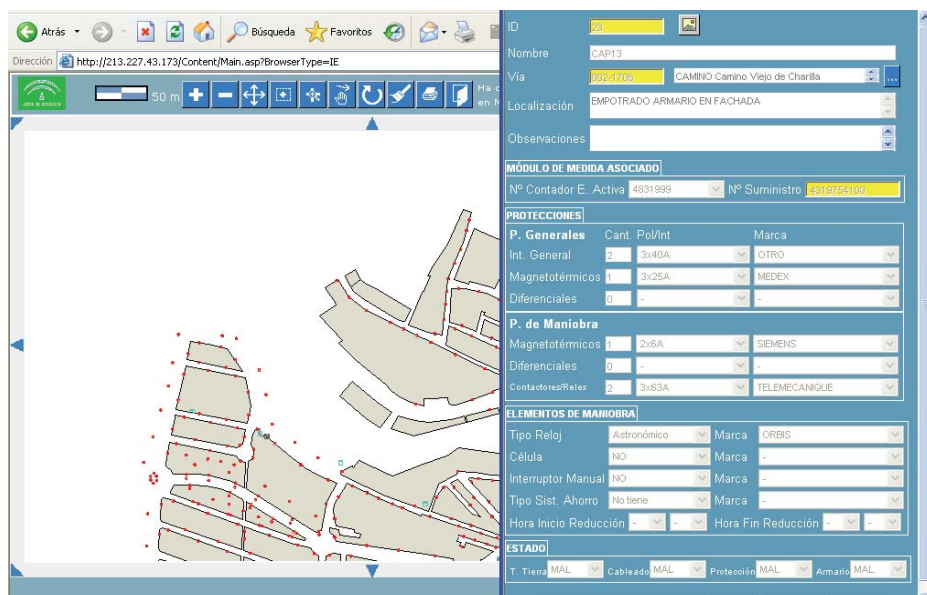 Atrás
Búsqueda
Favoritos
Dirección http://213.227.43.173/Content/Main.asp?BrowserType=IE
50 m
Ha
en M
ID 23
Nombre CAP13
Vía 002-1706 CAMINO Camino Viejo de Charilla ...
Localización EMPOTRADO ARMARIO EN FACHADA
Observaciones
MÓDULO DE MEDIDA ASOCIADO
Nº Contador E. Activa 4831999 Nº Suministro 4319754100
PROTECCIONES
P. Generales Cant. Pol/Int Marca
Int. General 2 3x40A OTRO
Magnetotérmicos 1 3x25A MEDEX
Diferenciales 0 - -
P. de Maniobra
Magnetotérmicos 1 2x6A SIEMENS
Diferenciales 0 - -
Contactores/Reles 2 3x63A TELEMECANIQUE
ELEMENTOS DE MANIOBRA
Tipo Reloj Astronómico Marca ORBIS
Célula NO Marca -
Interruptor Manual NO Marca -
Tipo Sist. Ahorro No tiene Marca -
Hora Inicio Reducción - - Hora Fin Reducción - -
ESTADO
T. Tierra MAL Cableado MAL Protección MAL Armario MAL